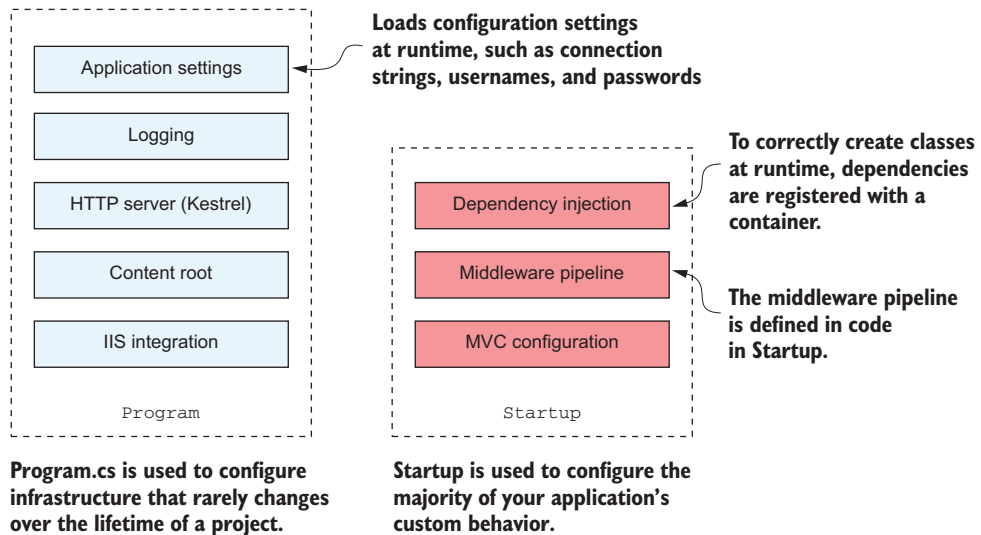 Loads configuration settings
at runtime, such as connection
strings, usernames, and passwords
Application settings
Logging
HTTP server (Kestrel)
Content root
IIS integration
Program
Program.cs is used to configure
infrastructure that rarely changes
over the lifetime of a project.
To correctly create classes
at runtime, dependencies
are registered with a
container.
Dependency injection
Middleware pipeline
MVC configuration
Startup
The middleware pipeline
is defined in code
in Startup.
Startup is used to configure the
majority of your application’s
custom behavior.